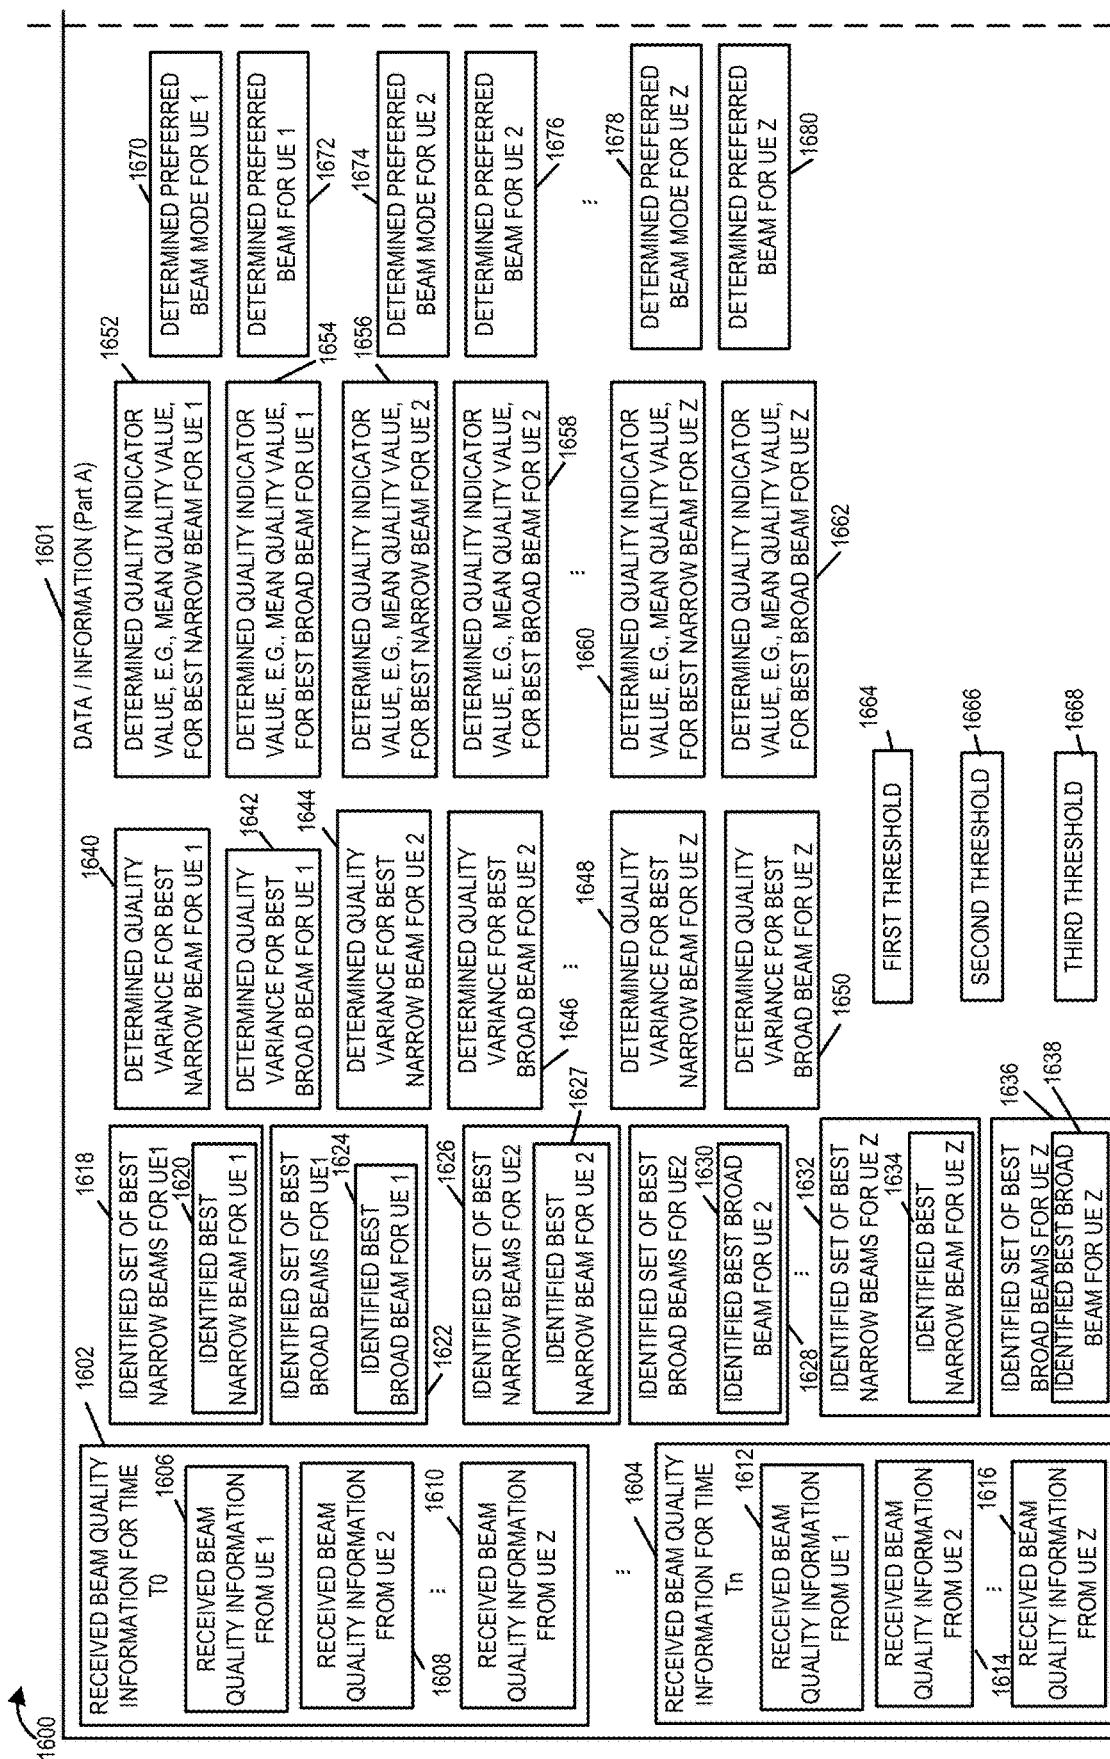 1600
1601
DATA / INFORMATION (Part A)
1602
RECEIVED BEAM QUALITY
INFORMATION FOR TIME
T0
1606
RECEIVED BEAM
QUALITY INFORMATION
FROM UE 1
RECEIVED BEAM
QUALITY INFORMATION
FROM UE 2
1608
⋮
1610
RECEIVED BEAM
QUALITY INFORMATION
FROM UE Z
⋮
1604
RECEIVED BEAM QUALITY
INFORMATION FOR TIME
Tn
1612
RECEIVED BEAM
QUALITY INFORMATION
FROM UE 1
RECEIVED BEAM
QUALITY INFORMATION
FROM UE 2
1614
⋮
1616
RECEIVED BEAM
QUALITY INFORMATION
FROM UE Z
1618
IDENTIFIED SET OF BEST
NARROW BEAMS FOR UE1
1620
IDENTIFIED BEST
NARROW BEAM FOR UE 1
IDENTIFIED SET OF BEST
BROAD BEAMS FOR UE1
1624
IDENTIFIED BEST
BROAD BEAM FOR UE 1
1622
1626
IDENTIFIED SET OF BEST
NARROW BEAMS FOR UE2
1627
IDENTIFIED BEST
NARROW BEAM FOR UE 2
IDENTIFIED SET OF BEST
BROAD BEAMS FOR UE2
1630
IDENTIFIED BEST BROAD
BEAM FOR UE 2
1628
⋮
1632
IDENTIFIED SET OF BEST
NARROW BEAMS FOR UE Z
1634
IDENTIFIED BEST
NARROW BEAM FOR UE Z
1636
IDENTIFIED SET OF BEST
BROAD BEAMS FOR UE Z
1638
IDENTIFIED BEST BROAD
BEAM FOR UE Z
1640
DETERMINED QUALITY
VARIANCE FOR BEST
NARROW BEAM FOR UE 1
1642
DETERMINED QUALITY
VARIANCE FOR BEST
BROAD BEAM FOR UE 1
1644
DETERMINED QUALITY
VARIANCE FOR BEST
NARROW BEAM FOR UE 2
DETERMINED QUALITY
VARIANCE FOR BEST
BROAD BEAM FOR UE 2
1646
⋮
1648
DETERMINED QUALITY
VARIANCE FOR BEST
NARROW BEAM FOR UE Z
DETERMINED QUALITY
VARIANCE FOR BEST
BROAD BEAM FOR UE Z
1650
1652
DETERMINED QUALITY INDICATOR
VALUE, E.G., MEAN QUALITY VALUE,
FOR BEST NARROW BEAM FOR UE 1
DETERMINED QUALITY INDICATOR
VALUE, E.G., MEAN QUALITY VALUE,
FOR BEST BROAD BEAM FOR UE 1
1654
1656
DETERMINED QUALITY INDICATOR
VALUE, E.G., MEAN QUALITY VALUE,
FOR BEST NARROW BEAM FOR UE 2
DETERMINED QUALITY INDICATOR
VALUE, E.G., MEAN QUALITY VALUE,
FOR BEST BROAD BEAM FOR UE 2
1658
⋮
1660
DETERMINED QUALITY INDICATOR
VALUE, E.G., MEAN QUALITY VALUE,
FOR BEST NARROW BEAM FOR UE Z
DETERMINED QUALITY INDICATOR
VALUE, E.G., MEAN QUALITY VALUE,
FOR BEST BROAD BEAM FOR UE Z
1662
1664
FIRST THRESHOLD
1666
SECOND THRESHOLD
1668
THIRD THRESHOLD
1670
DETERMINED PREFERRED
BEAM MODE FOR UE 1
DETERMINED PREFERRED
BEAM FOR UE 1
1672
1674
DETERMINED PREFERRED
BEAM MODE FOR UE 2
DETERMINED PREFERRED
BEAM FOR UE 2
1676
⋮
1678
DETERMINED PREFERRED
BEAM MODE FOR UE Z
DETERMINED PREFERRED
BEAM FOR UE Z
1680